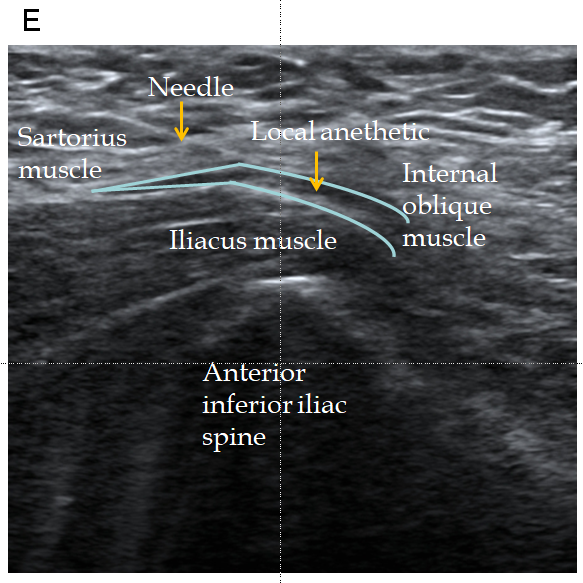 E
Needle
Local anethetic
Sartorius
muscle
Internal
oblique
muscle
Iliacus muscle
Anterior
inferior iliac
spine